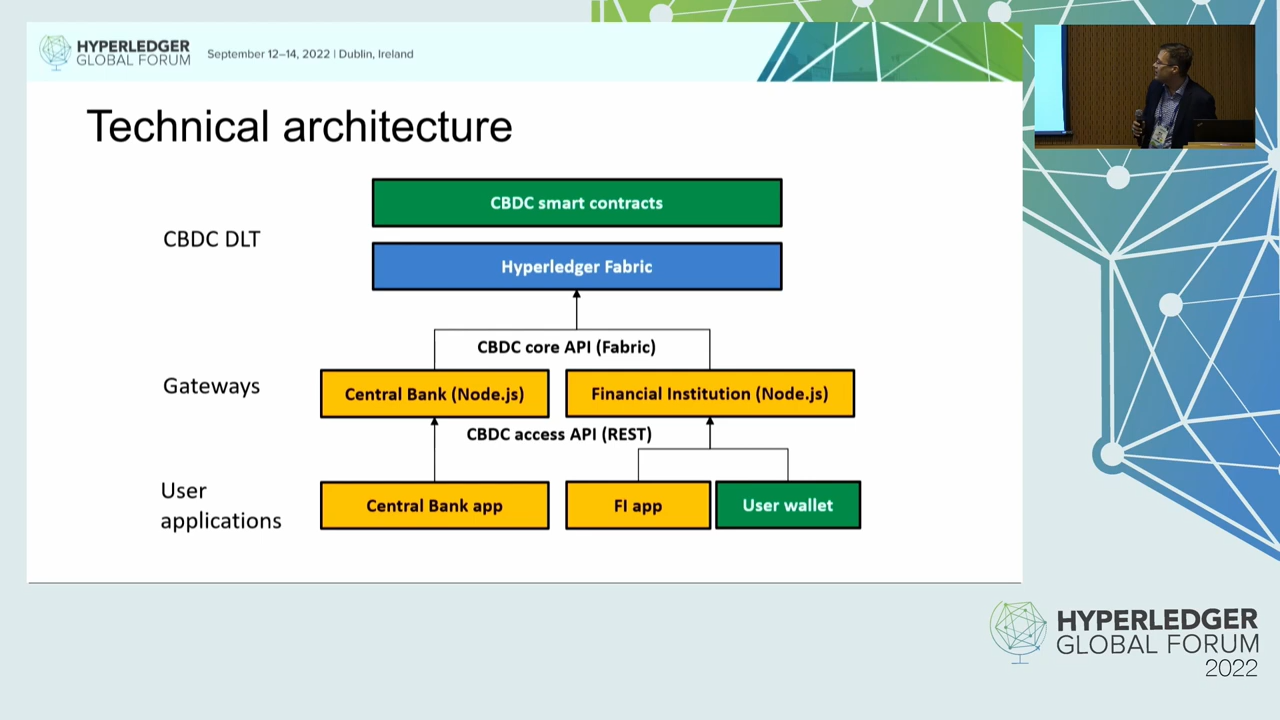 HYPERLEDGER
GLOBAL FORUM
September 12–14, 2022 | Dublin, Ireland
Technical architecture
CBDC smart contracts
CBDC DLT
Hyperledger Fabric
CBDC core API (Fabric)
Gateways
Central Bank (Node.js)
Financial Institution (Node.js)
CBDC access API (REST)
User
applications
Central Bank app
FI app
User wallet
HYPERLEDGER
GLOBAL FORUM
2022